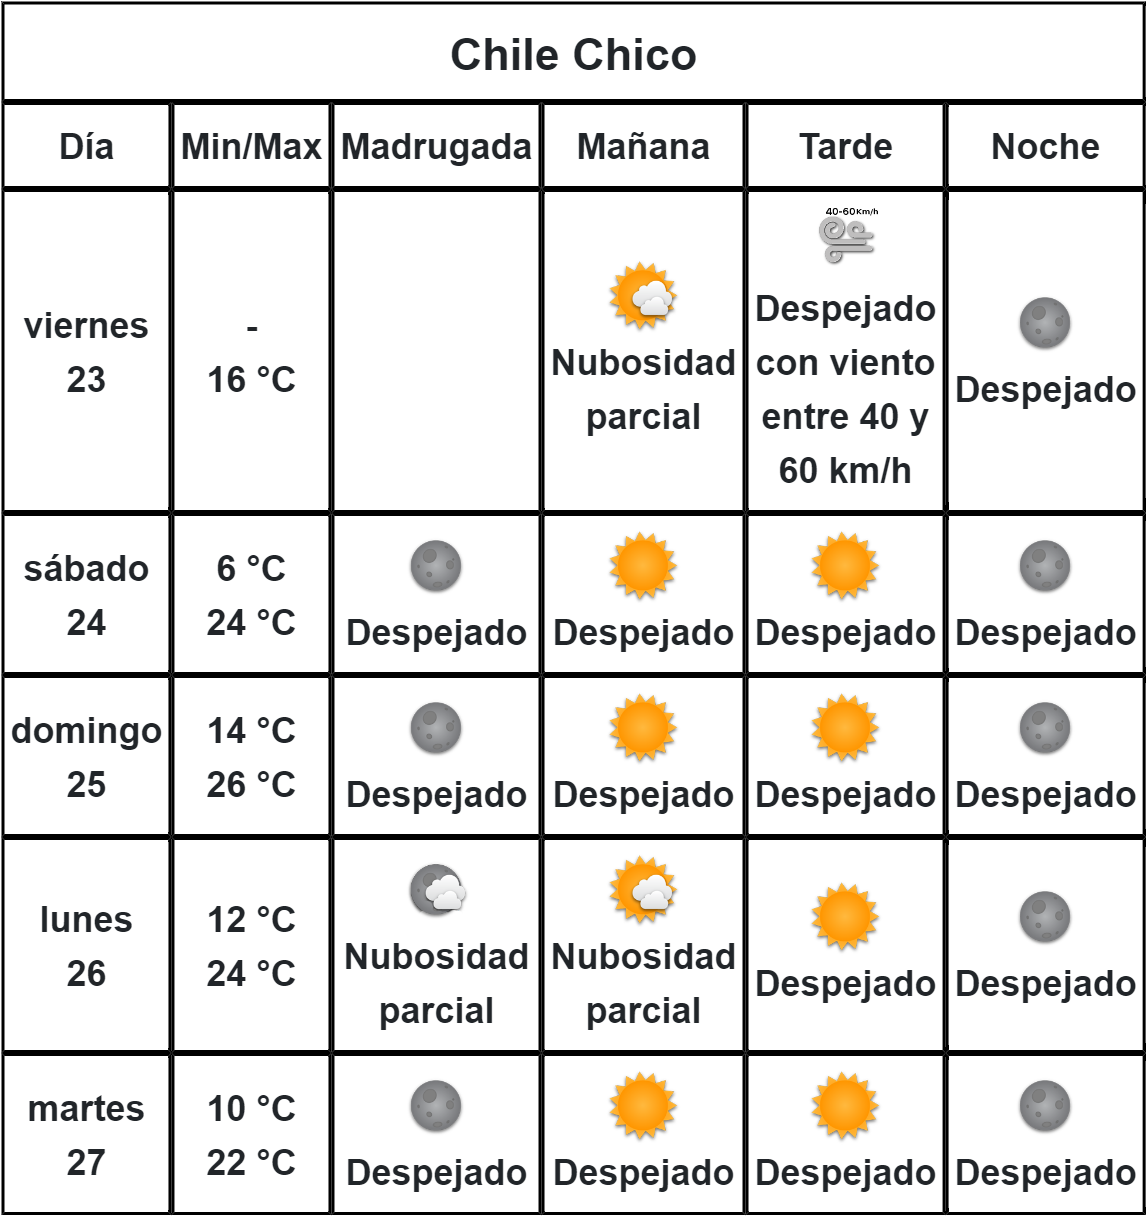 Chile Chico
Día Min/Max Madrugada Mañana Tarde Noche
viernes
23
-
16 °C
Nubosidad
parcial
40-60Km/h
Despejado
con viento
entre 40 y
60 km/h
Despejado
sábado
24
6 °C
24 °C
Despejado
Despejado
Despejado
Despejado
domingo
25
14 °C
26 °C
Despejado
Despejado
Despejado
Despejado
lunes
26
12 °C
24 °C
Nubosidad
parcial
Nubosidad
parcial
Despejado
Despejado
martes
27
10 °C
22 °C
Despejado
Despejado
Despejado
Despejado